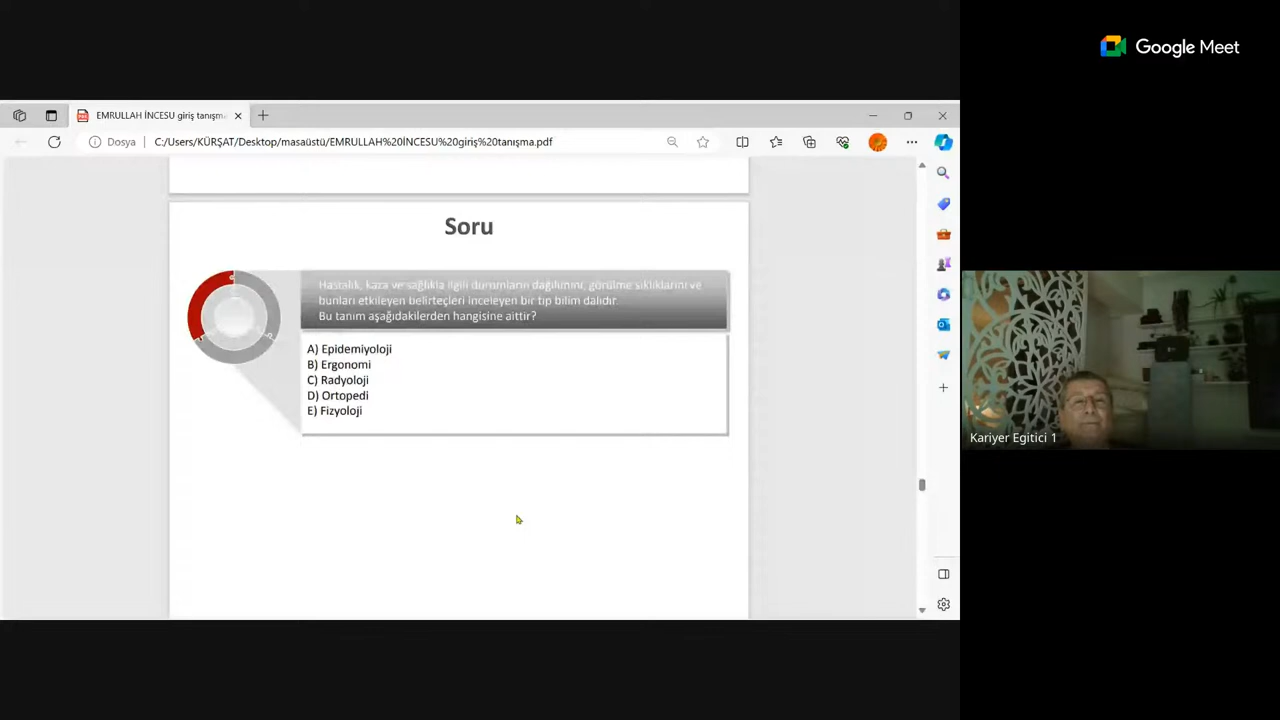 Google Meet
EMRULLAH İNCESU giriş tanışma
Dosya
C:/Users/KÜRŞAT/Desktop/masaüstü/EMRULLAH%20İNCESU%20giriş%20tanışma.pdf
Soru
Hastalık, kaza ve sağlıkla ilgili durumların dağılımını, görülme sıklıklarını ve
bunları etkileyen belirteçleri inceleyen bir tıp bilim dalıdır.
Bu tanım aşağıdakilerden hangisine aittir?
A) Epidemiyoloji
B) Ergonomi
C) Radyoloji
D) Ortopedi
E) Fizyoloji
Kariyer Egitici 1